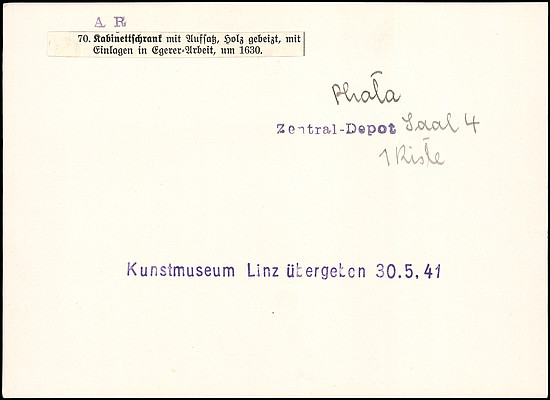 A R
70. Kabinettschrank mit Aufsatz, Holz gebeizt, mit
Einlagen in Egerer-Arbeit, um 1630.
Zentral-Depot Saal 4
1 Kiste
Kunstmuseum Linz übergeben 30.5.41